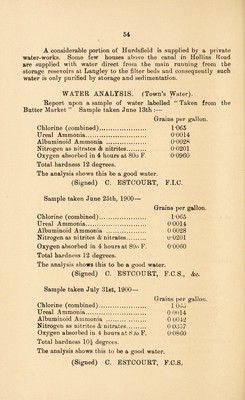 54
A considerable portion of Hurdsfield is supplied by a private
water-works. Some few houses above the canal in Hollins Road
are supplied with water direct from the main running from the
storage reservoirs at Langley to the filter beds and consequently such
water is only purified by storage and sedimentation.
WATER ANALYSIS. (Town's Water).
Report upon a sample of water labelled "Taken from the
Butter Market" Sample taken June 13th :—
Grains per gallon.
Chlorine (combined)..................... 1·065
Ureal Ammonia........................... 0·0014
Albuminoid Ammonia .................. 0·0028
Nitrogen as nitrates & nitrites......... 0·0201
Oxygen absorbed in 4 hours at 80o F. 0·0960
Total hardness 12 degrees.
The analysis shows this be a good water.
(Signed) C. ESTCOURT, F.I.C.
Sample taken June 25th, 1900—
Grains per gallon.
Chlorine (combined)..................... 1·065
Ureal Ammonia........................... 0·0014
Albuminoid Ammonia .................. 0·0028
Nitrogen as nitrites & nitrates......... 0·0201
Oxygen absorbed in 4 hours at 80o F. 0·0060
Total hardness 12 degrees.
The analysis shows this to be a good water.
(Signed) C. ESTCOURT, F.C.S., &c.
Sample taken July 31st, 1900—
Grains per gallon.
Chlorine (combined)
Ureal Ammonia........................... 0·0014
Albuminoid Ammonia .................. 0·0042
Nitrogen as nitrites & nitrates......... 0·0357
Oxygen absorbed in 4 hours at 80o F. 0·0860
Total hardness 10½ degrees.
The analysis shows this to be a good water.
(Signed) C. ESTCOURT, F.C.S.